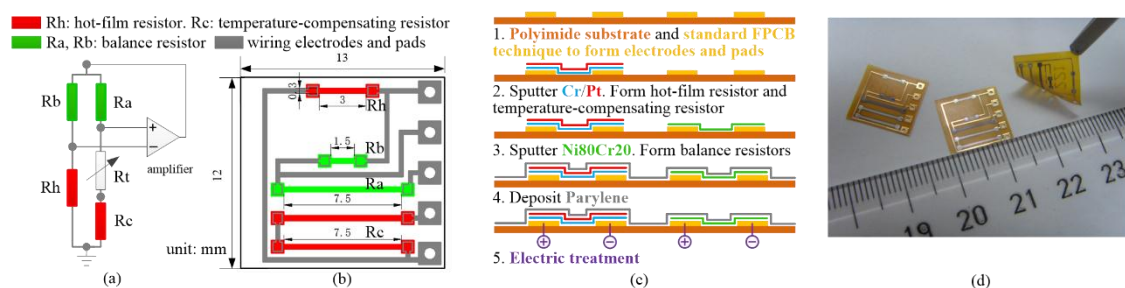 Rh: hot-film resistor. Rc: temperature-compensating resistor
Ra, Rb: balance resistor
wiring electrodes and pads
Rb
Ra
Rh
Rt
Rc
+
−
amplifier
(a)
13
12
0.23
3
Rh
1.5
Rb
Ra
7.5
7.5
Rc
unit: mm
(b)
1. Polyimide substrate and standard FPCB
technique to form electrodes and pads
2. Sputter Cr/Pt. Form hot-film resistor and
temperature-compensating resistor
3. Sputter Ni80Cr20. Form balance resistors
4. Deposit Parylene
+
−
+
−
5. Electric treatment
(c)
19
20
21
22
23
(d)